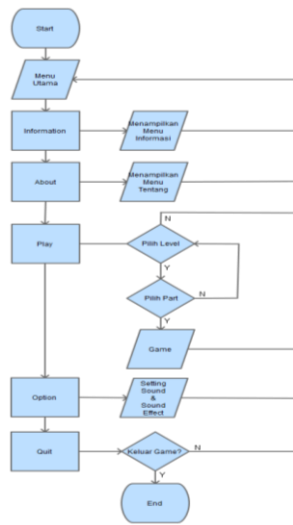 Start
Menu
Utama
Information
Menampilkan
Menu
Informasi
About
Menampilkan
Menu
Tentang
N
Play
Pilih Level
Y
Pilih Part
N
Y
Game
Option
Setting
Sound
&
Sound
Effect
Quit
Keluar Game?
N
Y
End